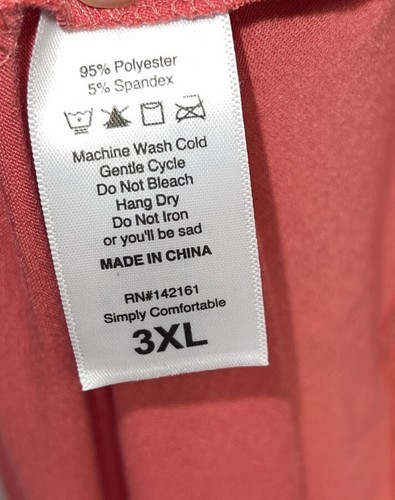 95% Polyester
5% Spandex
Machine Wash Cold
Gentle Cycle
Do Not Bleach
Hang Dry
Do Not Iron
or you'll be sad
MADE IN CHINA
RN#142161
Simply Comfortable
3XL